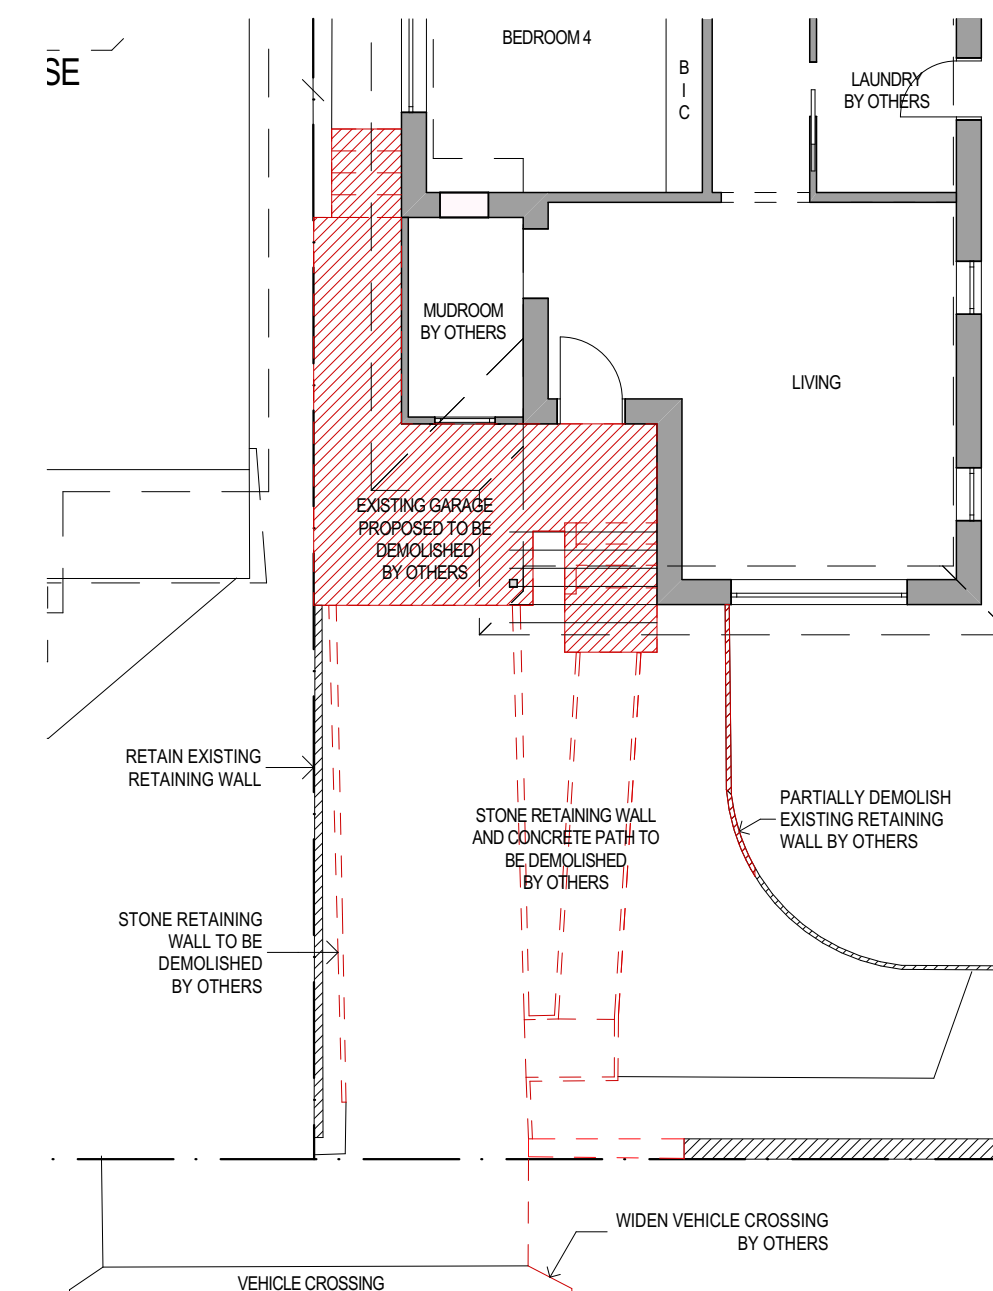 BEDROOM 4
SE
B
I
C
LAUNDRY
BY OTHERS
MUDROOM
BY OTHERS
LIVING
EXISTING GARAGE
PROPOSED TO BE
DEMOLISHED
BY OTHERS
RETAIN EXISTING
RETAINING WALL
STONE RETAINING WALL
AND CONCRETE PATH TO
BE DEMOLISHED
BY OTHERS
PARTIALLY DEMOLISH
EXISTING RETAINING
WALL BY OTHERS
STONE RETAINING
WALL TO BE
DEMOLISHED
BY OTHERS
WIDEN VEHICLE CROSSING
BY OTHERS
VEHICLE CROSSING